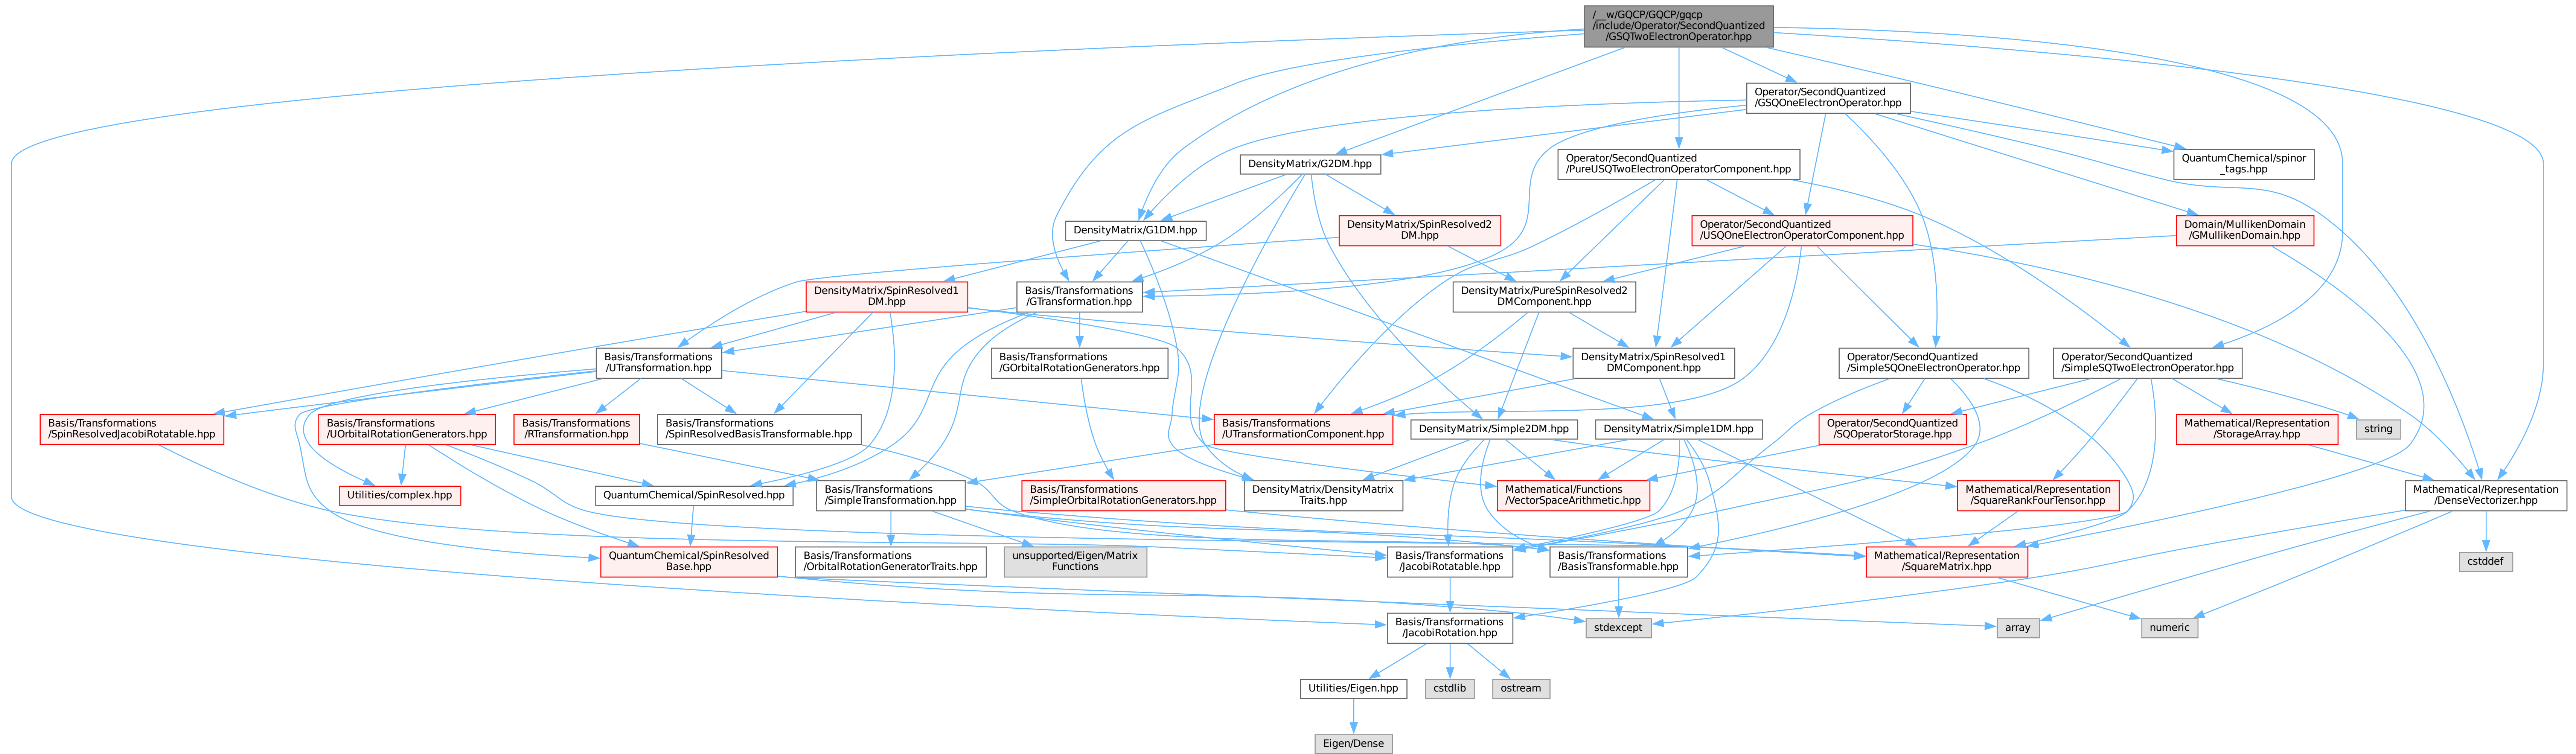 /__w/GQCP/GQCP/gqcp
/include/Operator/SecondQuantized
/GSQTwoElectronOperator.hpp
Operator/SecondQuantized
/GSQOneElectronOperator.hpp
DensityMatrix/G2DM.hpp
Operator/SecondQuantized
/PureUSQTwoElectronOperatorComponent.hpp
QuantumChemical/spinor
_tags.hpp
DensityMatrix/G1DM.hpp
DensityMatrix/SpinResolved2
DM.hpp
Operator/SecondQuantized
/USQOneElectronOperatorComponent.hpp
Domain/MullikenDomain
/GMullikenDomain.hpp
DensityMatrix/SpinResolved1
DM.hpp
Basis/Transformations
/GTransformation.hpp
DensityMatrix/PureSpinResolved2
DMComponent.hpp
Basis/Transformations
/UTransformation.hpp
Basis/Transformations
/GOrbitalRotationGenerators.hpp
DensityMatrix/SpinResolved1
DMComponent.hpp
Operator/SecondQuantized
/SimpleSQOneElectronOperator.hpp
Operator/SecondQuantized
/SimpleSQTwoElectronOperator.hpp
Basis/Transformations
/SpinResolvedJacobiRotatable.hpp
Basis/Transformations
/UOrbitalRotationGenerators.hpp
Basis/Transformations
/RTransformation.hpp
Basis/Transformations
/SpinResolvedBasisTransformable.hpp
Basis/Transformations
/UTransformationComponent.hpp
DensityMatrix/Simple2DM.hpp
DensityMatrix/Simple1DM.hpp
Operator/SecondQuantized
/SQOperatorStorage.hpp
Mathematical/Representation
/StorageArray.hpp
string
Utilities/complex.hpp
QuantumChemical/SpinResolved.hpp
Basis/Transformations
/SimpleTransformation.hpp
Basis/Transformations
/SimpleOrbitalRotationGenerators.hpp
DensityMatrix/DensityMatrix
Traits.hpp
Mathematical/Functions
/VectorSpaceArithmetic.hpp
Mathematical/Representation
/SquareRankFourTensor.hpp
Mathematical/Representation
/DenseVectorizer.hpp
QuantumChemical/SpinResolved
Base.hpp
Basis/Transformations
/OrbitalRotationGeneratorTraits.hpp
unsupported/Eigen/Matrix
Functions
Basis/Transformations
/JacobiRotatable.hpp
Basis/Transformations
/BasisTransformable.hpp
Mathematical/Representation
/SquareMatrix.hpp
cstddef
Basis/Transformations
/JacobiRotation.hpp
stdexcept
array
numeric
Utilities/Eigen.hpp
cstdlib
ostream
Eigen/Dense